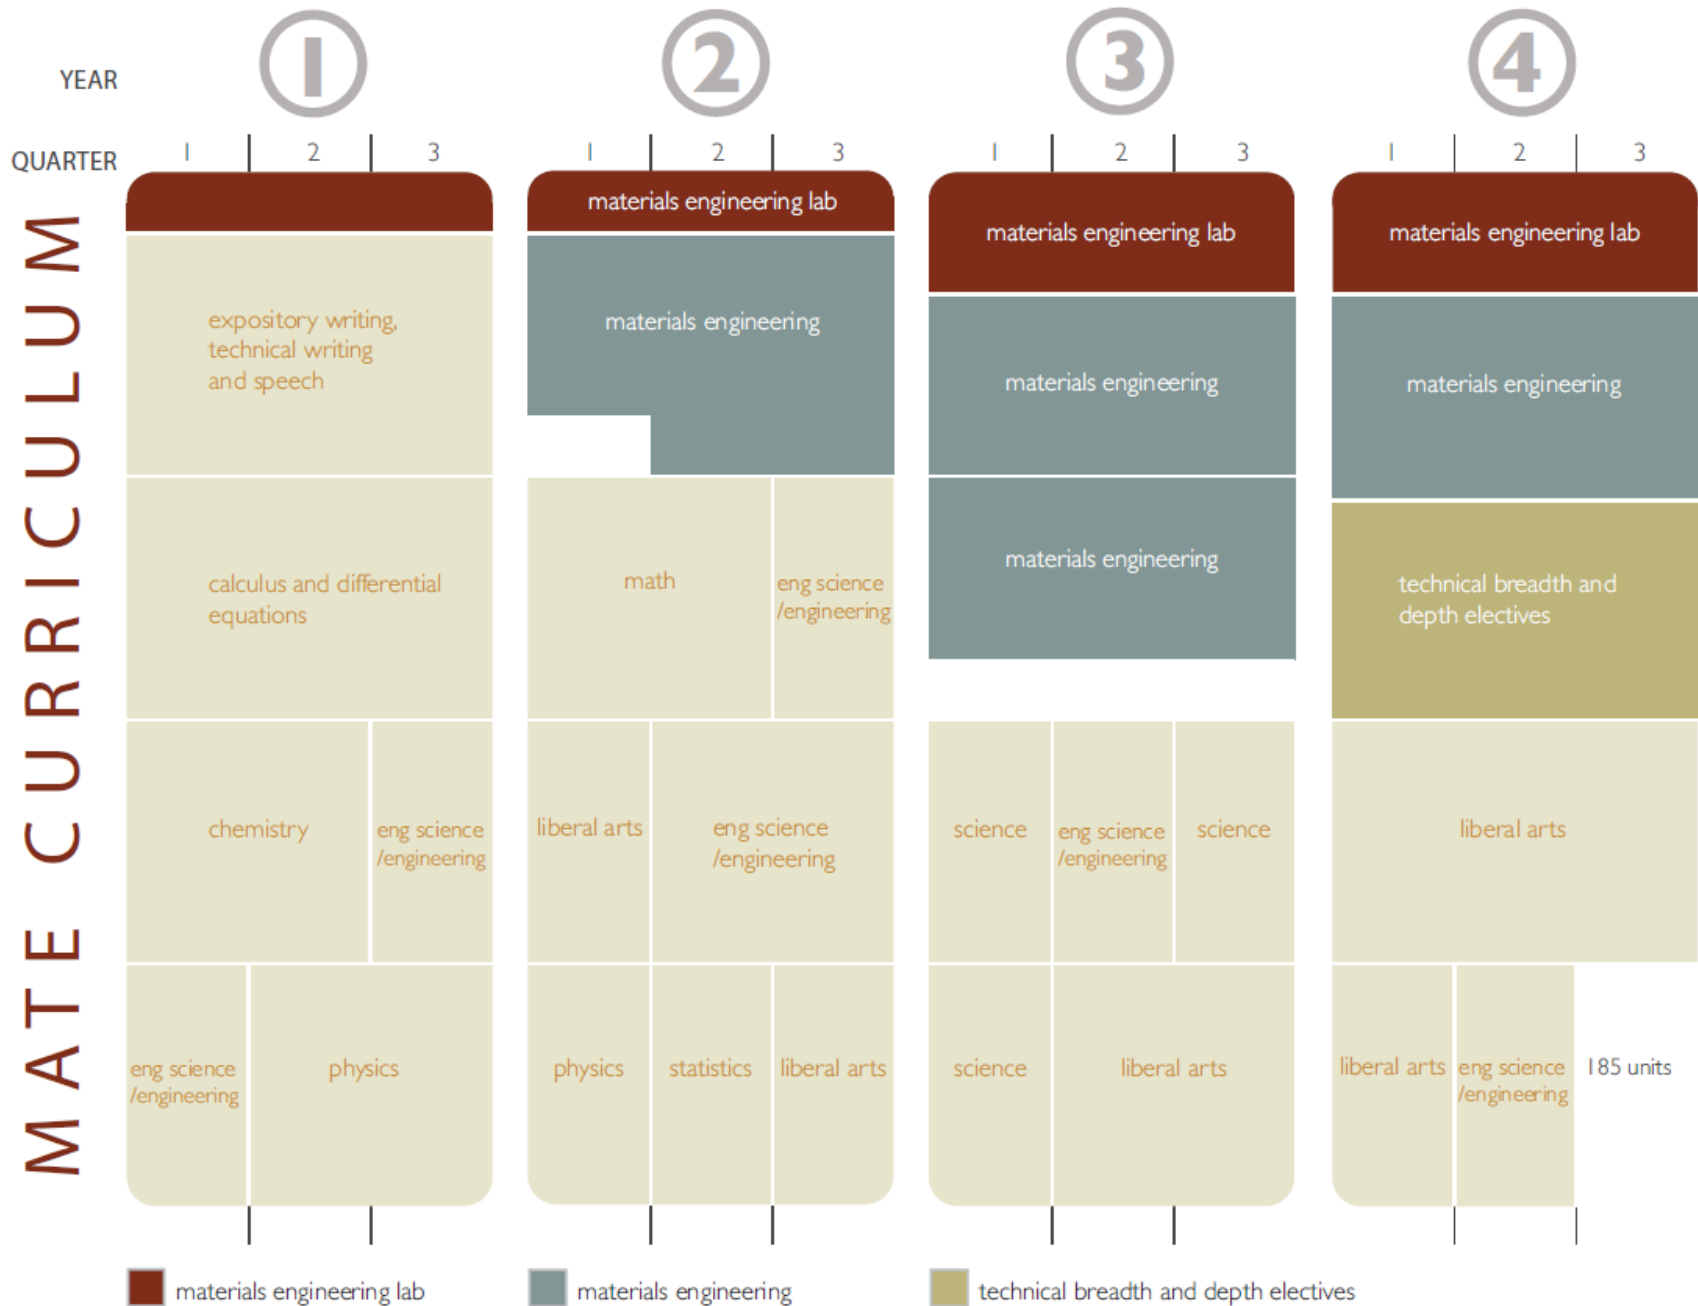 YEAR
1
2
3
4
QUARTER
1 2 3
1 2 3
1 2 3
1 2 3
MATE CURRICULUM
expository writing,
technical writing
and speech
calculus and differential
equations
chemistry
eng science
/engineering
eng science
/engineering
physics
materials engineering lab
materials engineering
math
eng science
/engineering
liberal arts
eng science
/engineering
physics
statistics
liberal arts
materials engineering lab
materials engineering
materials engineering
science
eng science
/engineering
science
science
liberal arts
materials engineering lab
materials engineering
technical breadth and
depth electives
liberal arts
liberal arts
eng science
/engineering
185 units
materials engineering lab
materials engineering
technical breadth and depth electives